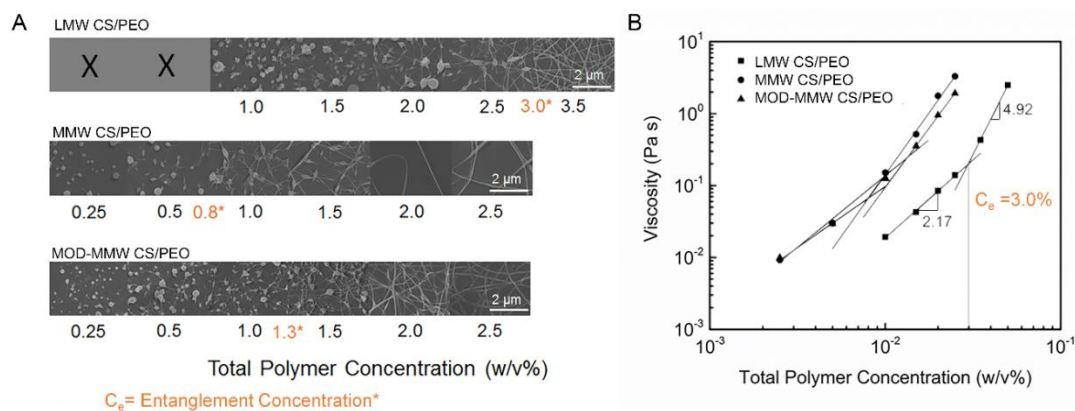 A
LMW CS/PEO
X X
2 µm
1.0 1.5 2.0 2.5 3.0* 3.5
MMW CS/PEO
2 µm
0.25 0.5 0.8* 1.0 1.5 2.0 2.5
MOD-MMW CS/PEO
2 µm
0.25 0.5 1.0 1.3* 1.5 2.0 2.5
Total Polymer Concentration (w/v%)
Cₑ= Entanglement Concentration*
B
10¹
10⁰
10⁻¹
10⁻²
10⁻³
Viscosity (Pa s)
LMW CS/PEO
MMW CS/PEO
MOD-MMW CS/PEO
4.92
2.17
Cₑ =3.0%
10⁻³ 10⁻² 10⁻¹
Total Polymer Concentration (w/v%)